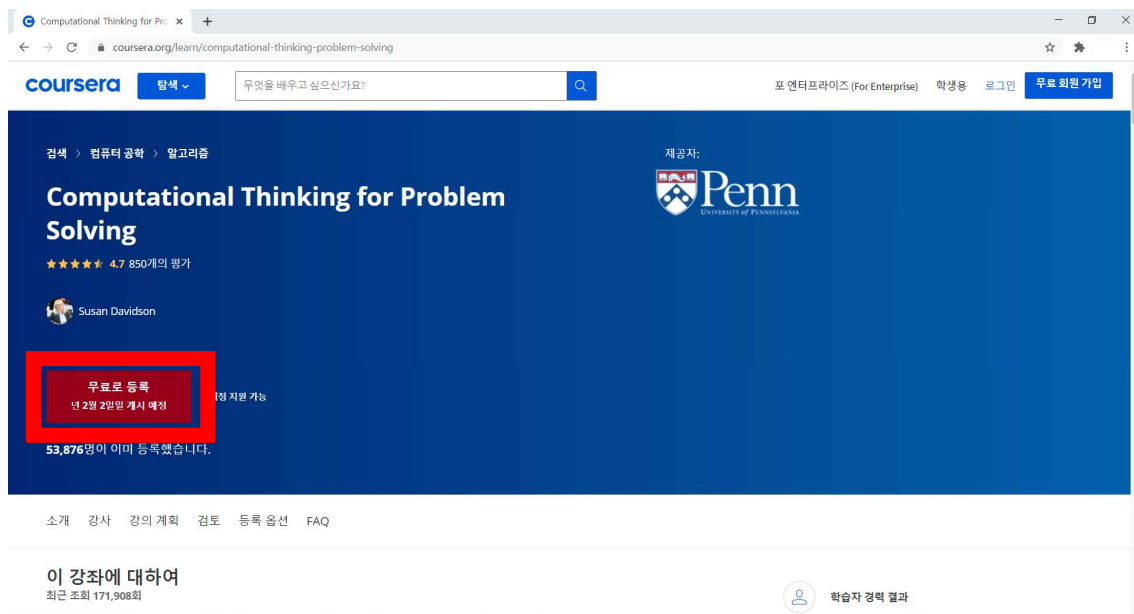 Computational Thinking for Pro
coursera.org/learn/computational-thinking-problem-solving
coursera
탐색
무엇을 배우고 싶으신가요?
포 엔터프라이즈 (For Enterprise)
학생용
로그인
무료 회원 가입
검색 > 컴퓨터 공학 > 알고리즘
Computational Thinking for Problem
Solving
4.7 850개의 평가
Susan Davidson
제공자:
Penn
UNIVERSITY of PENNSYLVANIA
무료로 등록
년 2월 2일일 개시 예정
정 지원 가능
53,876명이 이미 등록했습니다.
소개 강사 강의 계획 검토 등록 옵션 FAQ
이 강좌에 대하여
최근 조회 171,908회
학습자 경력 결과